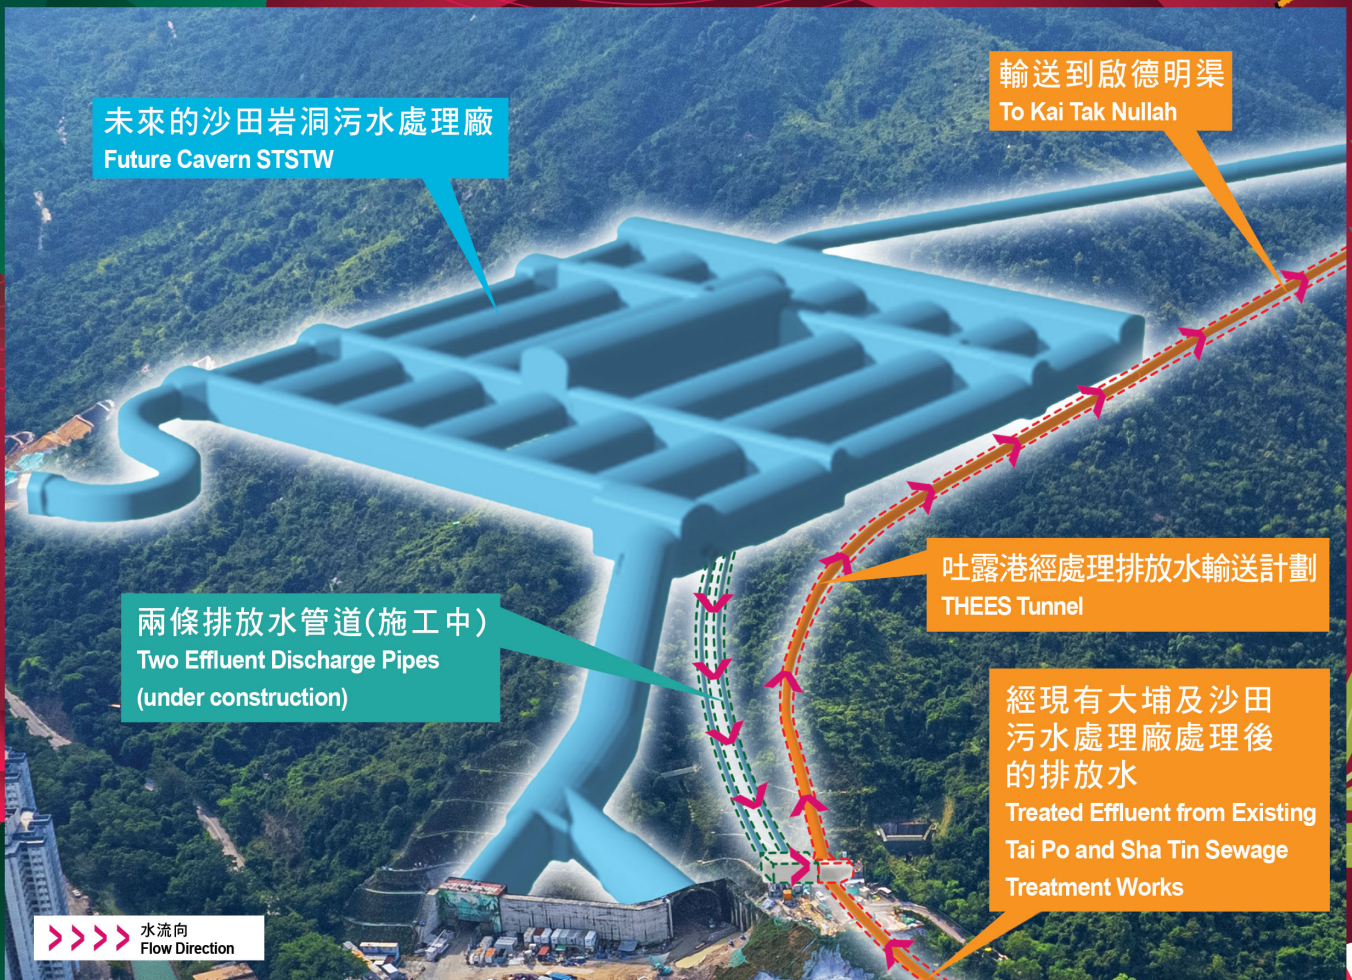 未來的沙田岩洞污水處理廠
Future Cavern STSTW
輸送到啟德明渠
To Kai Tak Nullah
吐露港經處理排放水輸送計劃
THEES Tunnel
兩條排放水管道(施工中)
Two Effluent Discharge Pipes
(under construction)
經現有大埔及沙田
污水處理廠處理後
的排放水
Treated Effluent from Existing
Tai Po and Sha Tin Sewage
Treatment Works
水流向
Flow Direction